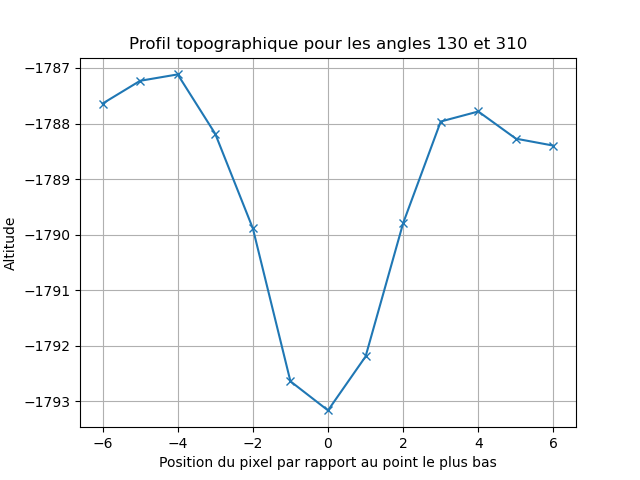 Profil topographique pour les angles 130 et 310
−1787
−1788
−1789
−1790
−1791
−1792
−1793
Altitude
−6 −4 −2 0 2 4 6
Position du pixel par rapport au point le plus bas